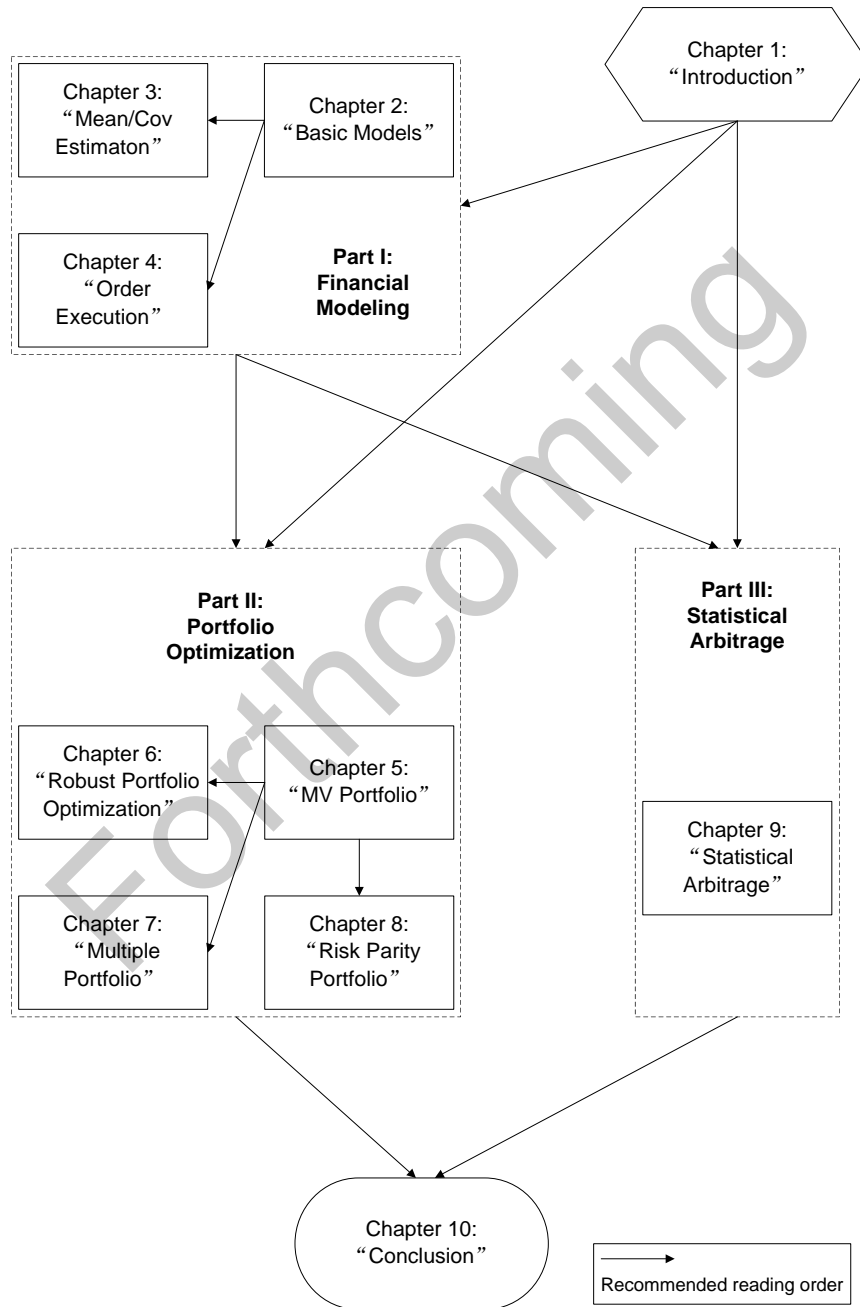 Chapter 1:
“Introduction”
Chapter 3:
“Mean/Cov
Estimaton”
Chapter 2:
“Basic Models”
Chapter 4:
“Order
Execution”
Part I:
Financial
Modeling
Forthcoming
Part II:
Portfolio
Optimization
Part III:
Statistical
Arbitrage
Chapter 6:
“Robust Portfolio
Optimization”
Chapter 5:
“MV Portfolio”
Chapter 9:
“Statistical
Arbitrage”
Chapter 7:
“Multiple
Portfolio”
Chapter 8:
“Risk Parity
Portfolio”
Chapter 10:
“Conclusion”
Recommended reading order